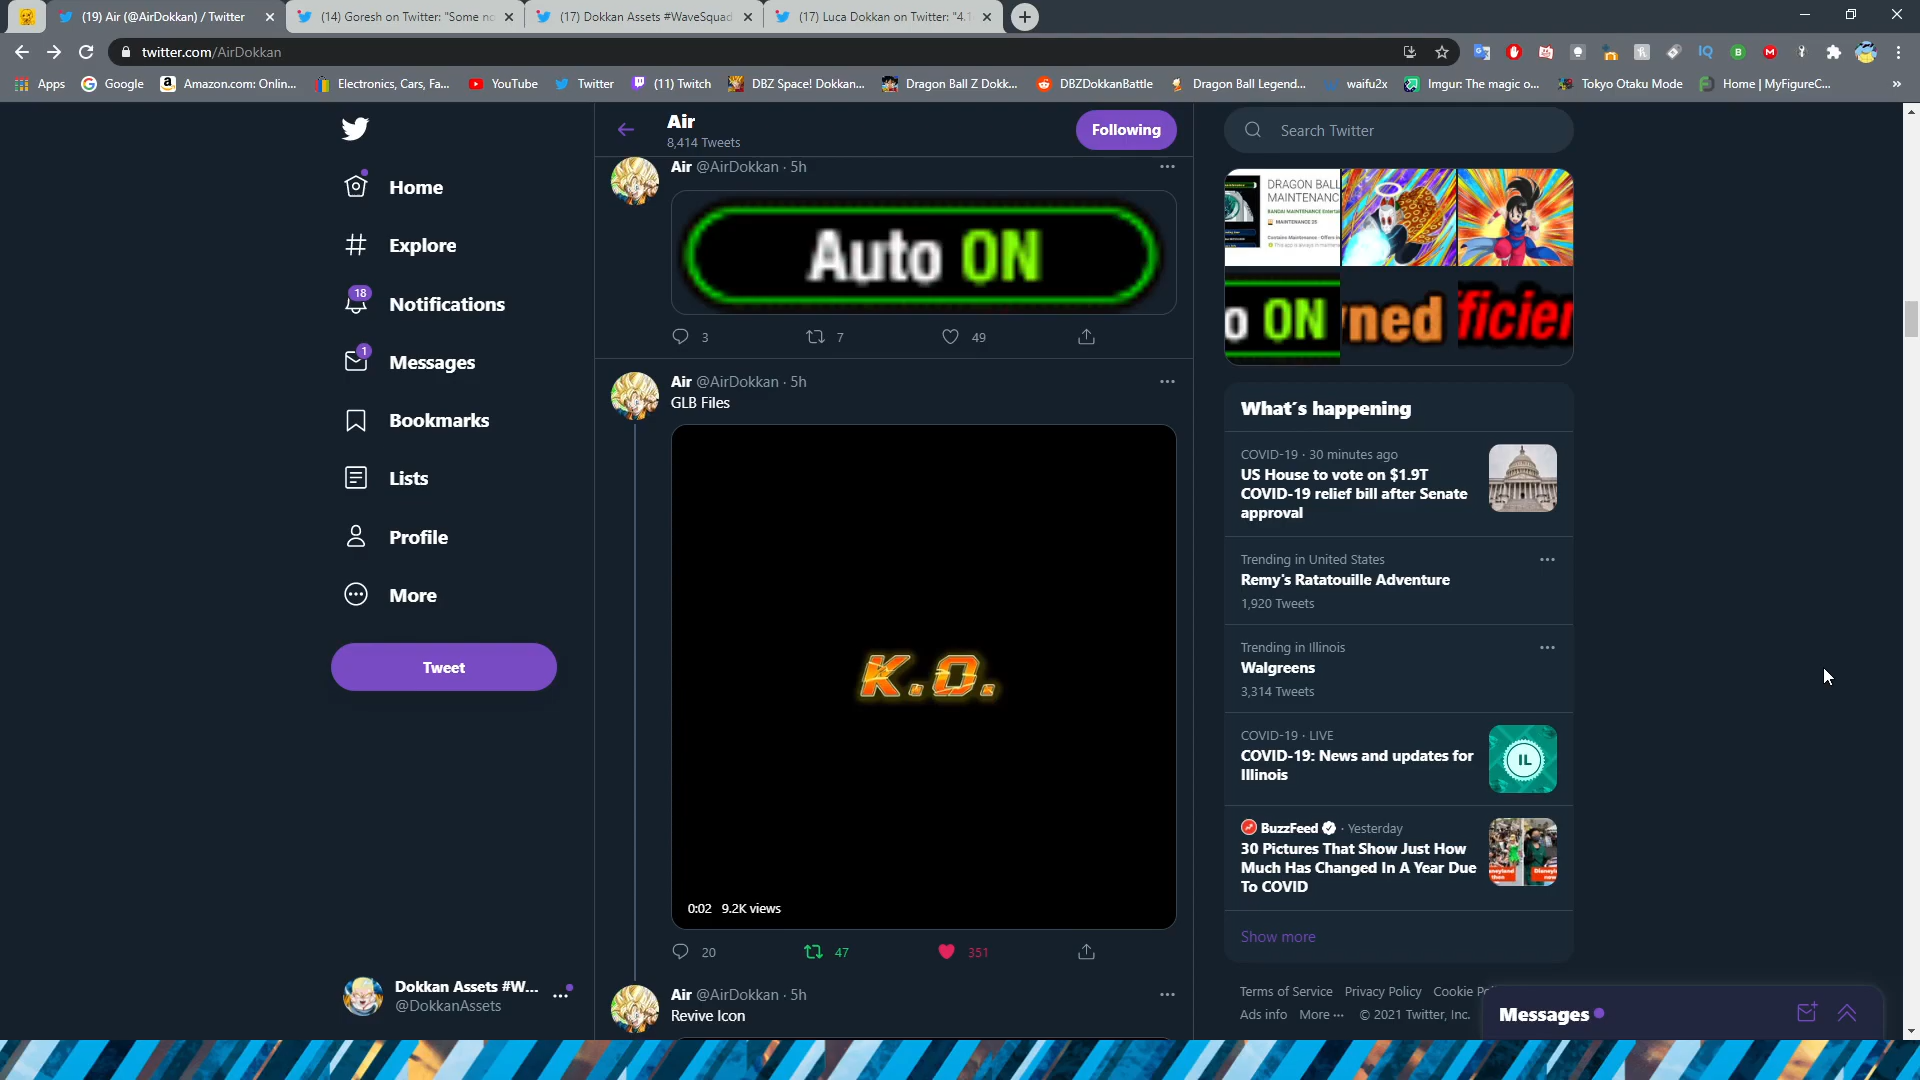 (19) Air (@AirDokkan) / Twitter
(14) Goresh on Twitter: "Some no
(17) Dokkan Assets #WaveSquad
(17) Luca Dokkan on Twitter: "4.1
twitter.com/AirDokkan
Apps
Google
Amazon.com: Onlin...
Electronics, Cars, Fa...
YouTube
Twitter
(11) Twitch
DBZ Space! Dokkan...
Dragon Ball Z Dokk...
DBZDokkanBattle
Dragon Ball Legend...
waifu2x
Imgur: The magic o...
Tokyo Otaku Mode
Home | MyFigureC...
»
Home
Explore
18
Notifications
1
Messages
Bookmarks
Lists
Profile
More
Tweet
Dokkan Assets #W...
@DokkanAssets
Air
8,414 Tweets
Following
Air @AirDokkan · 5h
Auto ON
3
7
49
Air @AirDokkan · 5h
GLB Files
K.O.
0:02 9.2K views
20
47
351
Air @AirDokkan · 5h
Revive Icon
Search Twitter
DRAGON BALL
MAINTENANC
MAINTENANCE 25
o ON
ned
fficien
What's happening
COVID-19 · 30 minutes ago
US House to vote on $1.9T
COVID-19 relief bill after Senate
approval
Trending in United States
Remy's Ratatouille Adventure
1,920 Tweets
Trending in Illinois
Walgreens
3,314 Tweets
COVID-19 · LIVE
COVID-19: News and updates for
Illinois
IL
BuzzFeed · Yesterday
30 Pictures That Show Just How
Much Has Changed In A Year Due
To COVID
Show more
Terms of Service Privacy Policy Cookie Po
Ads info More ··· © 2021 Twitter, Inc.
Messages